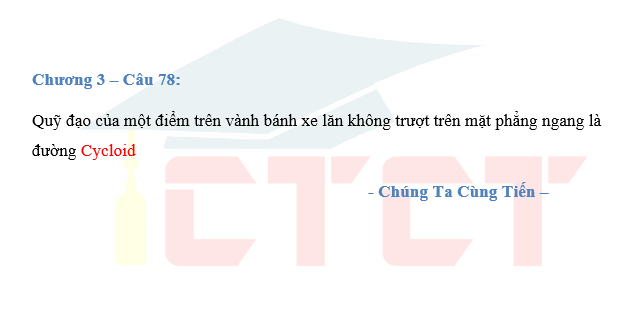 Chương 3 – Câu 78:
Quỹ đạo của một điểm trên vành bánh xe lăn không trượt trên mặt phẳng ngang là
đường Cycloid
- Chúng Ta Cùng Tiến –
CTCT